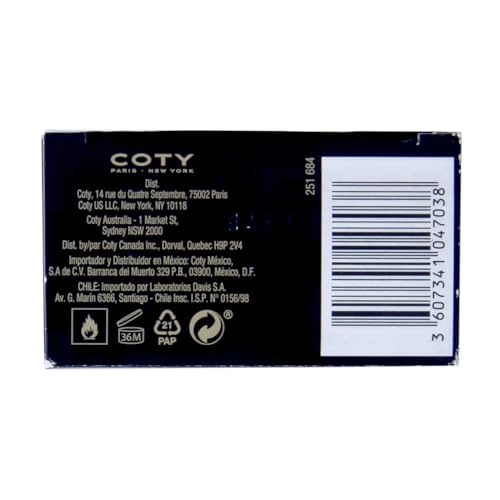 COTY
PARIS - NEW YORK
Dist.
Coty, 14 rue du Quatre Septembre, 75002 Paris
Coty US LLC, New York, NY 10118
Coty Australia - 1 Market St,
Sydney NSW 2000
Dist. by/par Coty Canada Inc., Dorval, Quebec H9P 2V4
Importador y Distribuidor en México: Coty México,
S.A de C.V. Barranca del Muerto 329 P.B., 03900, México, D.F.
CHILE: Importado por Laboratorios Davis S.A.
Av. G. Marín 6366, Santiago - Chile Insc. I.S.P. N° 0156/98
36M
21
PAP
251 684
3 607341 047038